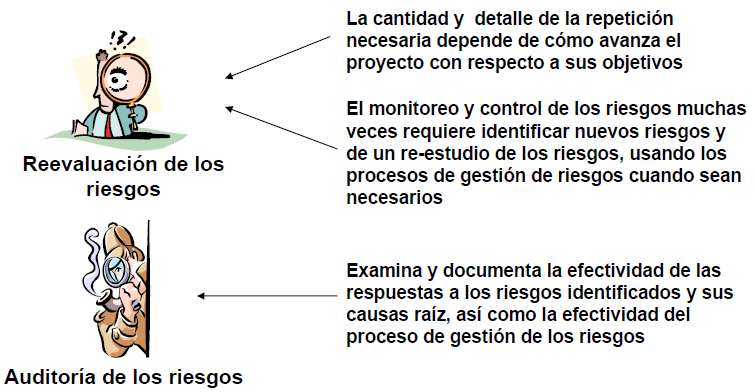 La cantidad y detalle de la repetición
necesaria depende de cómo avanza el
proyecto con respecto a sus objetivos
El monitoreo y control de los riesgos muchas
veces requiere identificar nuevos riesgos y
de un re-estudio de los riesgos, usando los
procesos de gestión de riesgos cuando sean
necesarios
Reevaluación de los
riesgos
Examina y documenta la efectividad de las
respuestas a los riesgos identificados y sus
causas raíz, así como la efectividad del
proceso de gestión de los riesgos
Auditoría de los riesgos